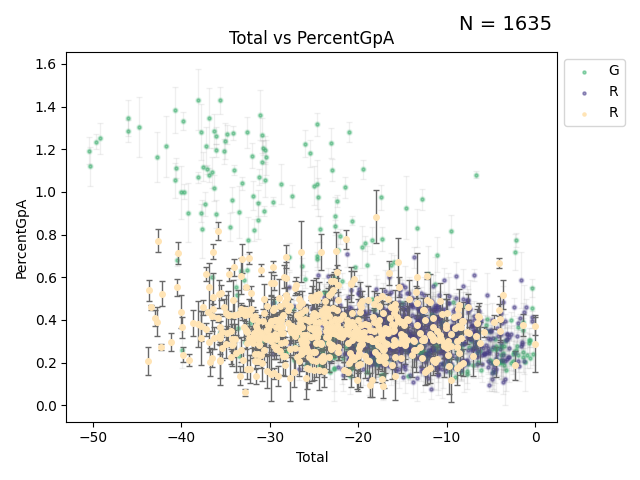 N = 1635
Total vs PercentGpA
G
R
R
PercentGpA
1.6
1.4
1.2
1.0
0.8
0.6
0.4
0.2
0.0
−50
−40
−30
−20
−10
0
Total